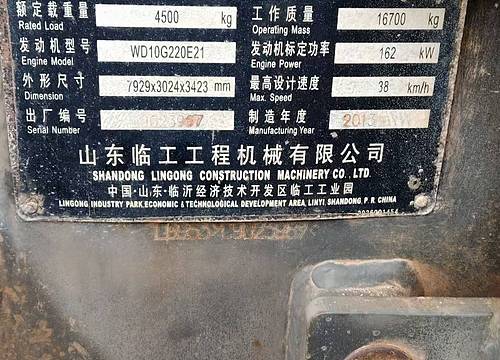 额定载重量 4500 kg 工作质量 16700 kg
Rated Load Operating Mass
发动机型号 WD10G220E21 发动机标定功率 162 kW
Engine Model Engine Power
外形尺寸 7929x3024x3423 mm 最高设计速度 38 km/h
Dimension Max. Speed
出厂编号 制造年度
Serial Number Manufacturing Year
山东临工工程机械有限公司
SHANDONG LINGONG CONSTRUCTION MACHINERY CO., LTD.
中国·山东·临沂经济技术开发区临工工业园
LINGONG INDUSTRY PARK, ECONOMIC & TECHNOLOGICAL DEVELOPMENT AREA, LINYI SHANDONG, P. R. CHINA